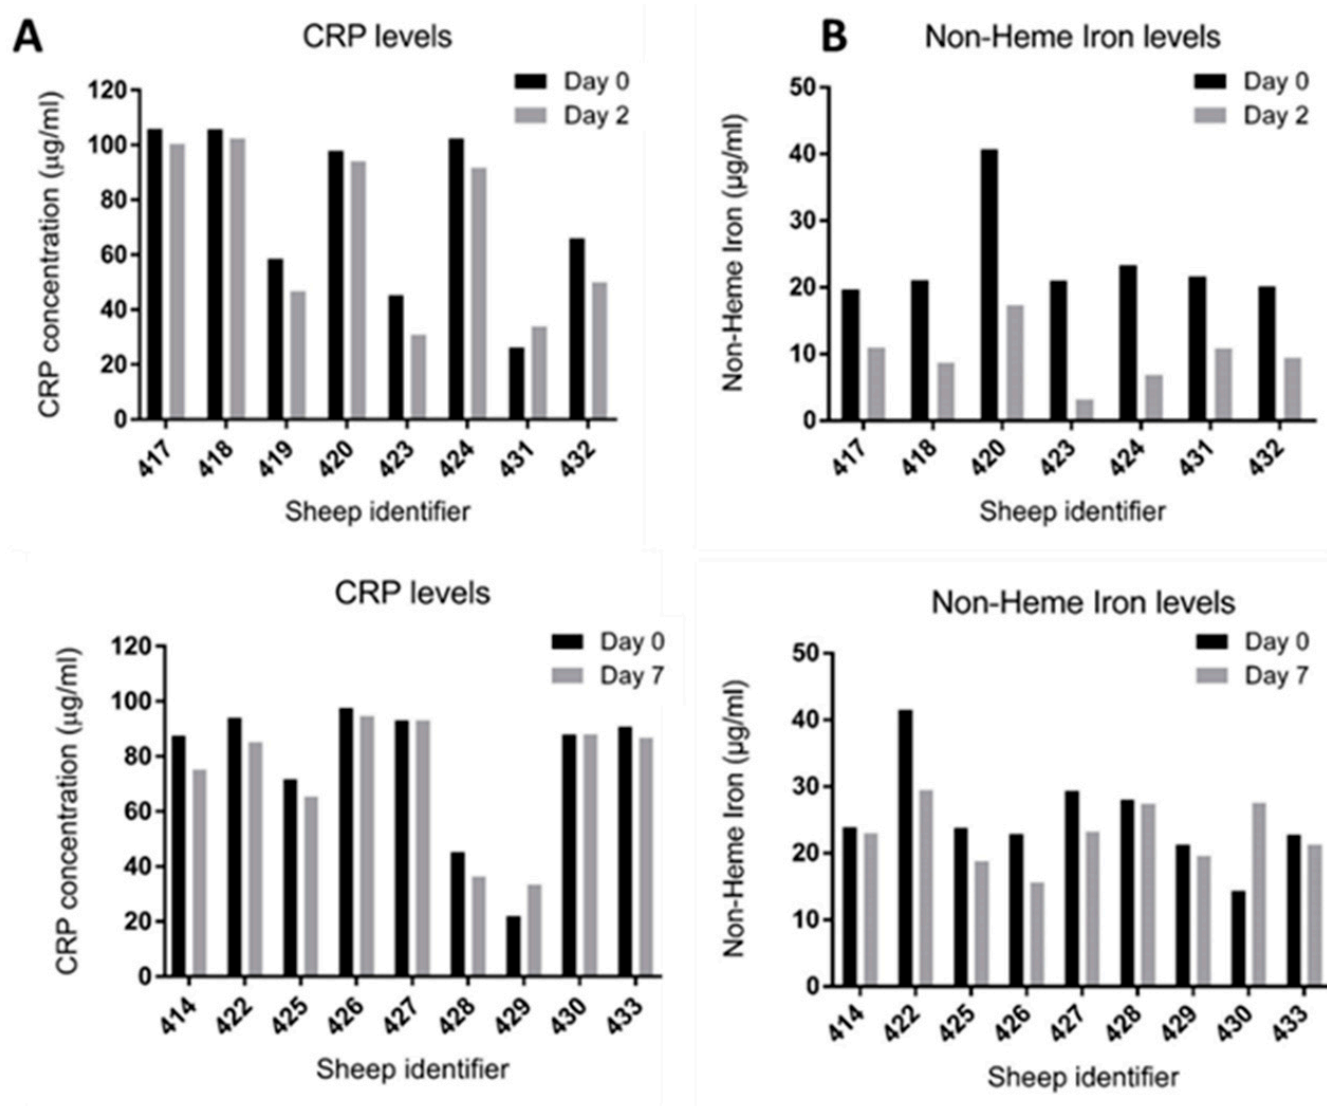 A
CRP levels
Day 0
Day 2
CRP concentration (µg/ml)
120
100
80
60
40
20
0
417 418 419 420 423 424 431 432
Sheep identifier
B
Non-Heme Iron levels
Day 0
Day 2
Non-Heme Iron (µg/ml)
50
40
30
20
10
0
417 418 420 423 424 431 432
Sheep identifier
CRP levels
Day 0
Day 7
CRP concentration (µg/ml)
120
100
80
60
40
20
0
414 422 425 426 427 428 429 430 433
Sheep identifier
Non-Heme Iron levels
Day 0
Day 7
Non-Heme Iron (µg/ml)
50
40
30
20
10
0
414 422 425 426 427 428 429 430 433
Sheep identifier